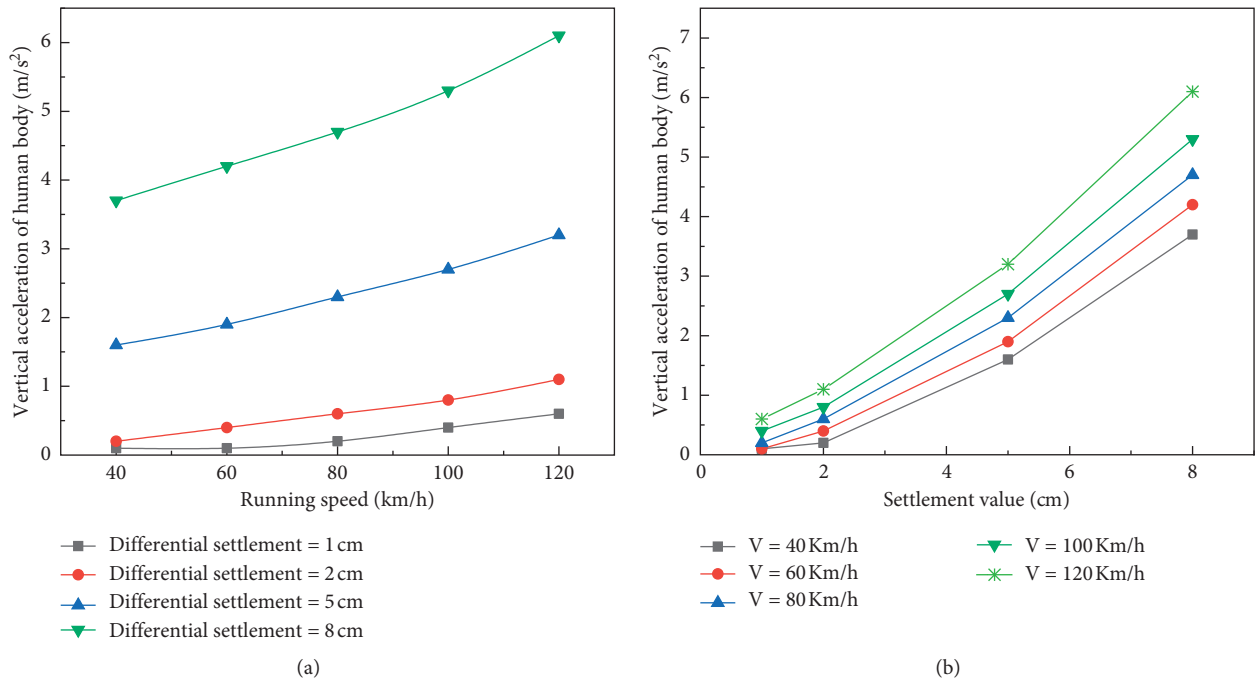 Vertical acceleration of human body (m/s²)
6
5
4
3
2
1
0
40 60 80 100 120
Running speed (km/h)
Differential settlement = 1 cm
Differential settlement = 2 cm
Differential settlement = 5 cm
Differential settlement = 8 cm
(a)
Vertical acceleration of human body (m/s²)
7
6
5
4
3
2
1
0
0 2 4 6 8
Settlement value (cm)
V = 40 Km/h
V = 60 Km/h
V = 80 Km/h
V = 100 Km/h
V = 120 Km/h
(b)